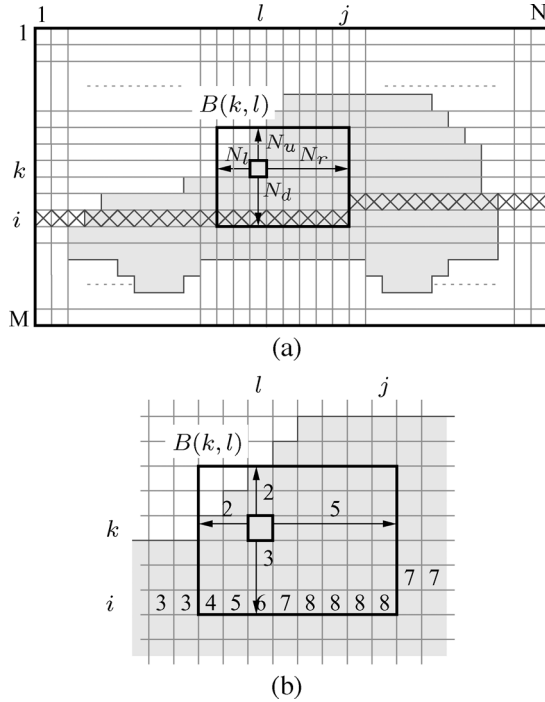 1 l j N
1
B(k, l)
N_u
N_l N_r
k
N_d
i
M
(a)
l j
B(k, l)
2
2 5
k
3
7 7
i 3 3 4 5 6 7 8 8 8 8
(b)